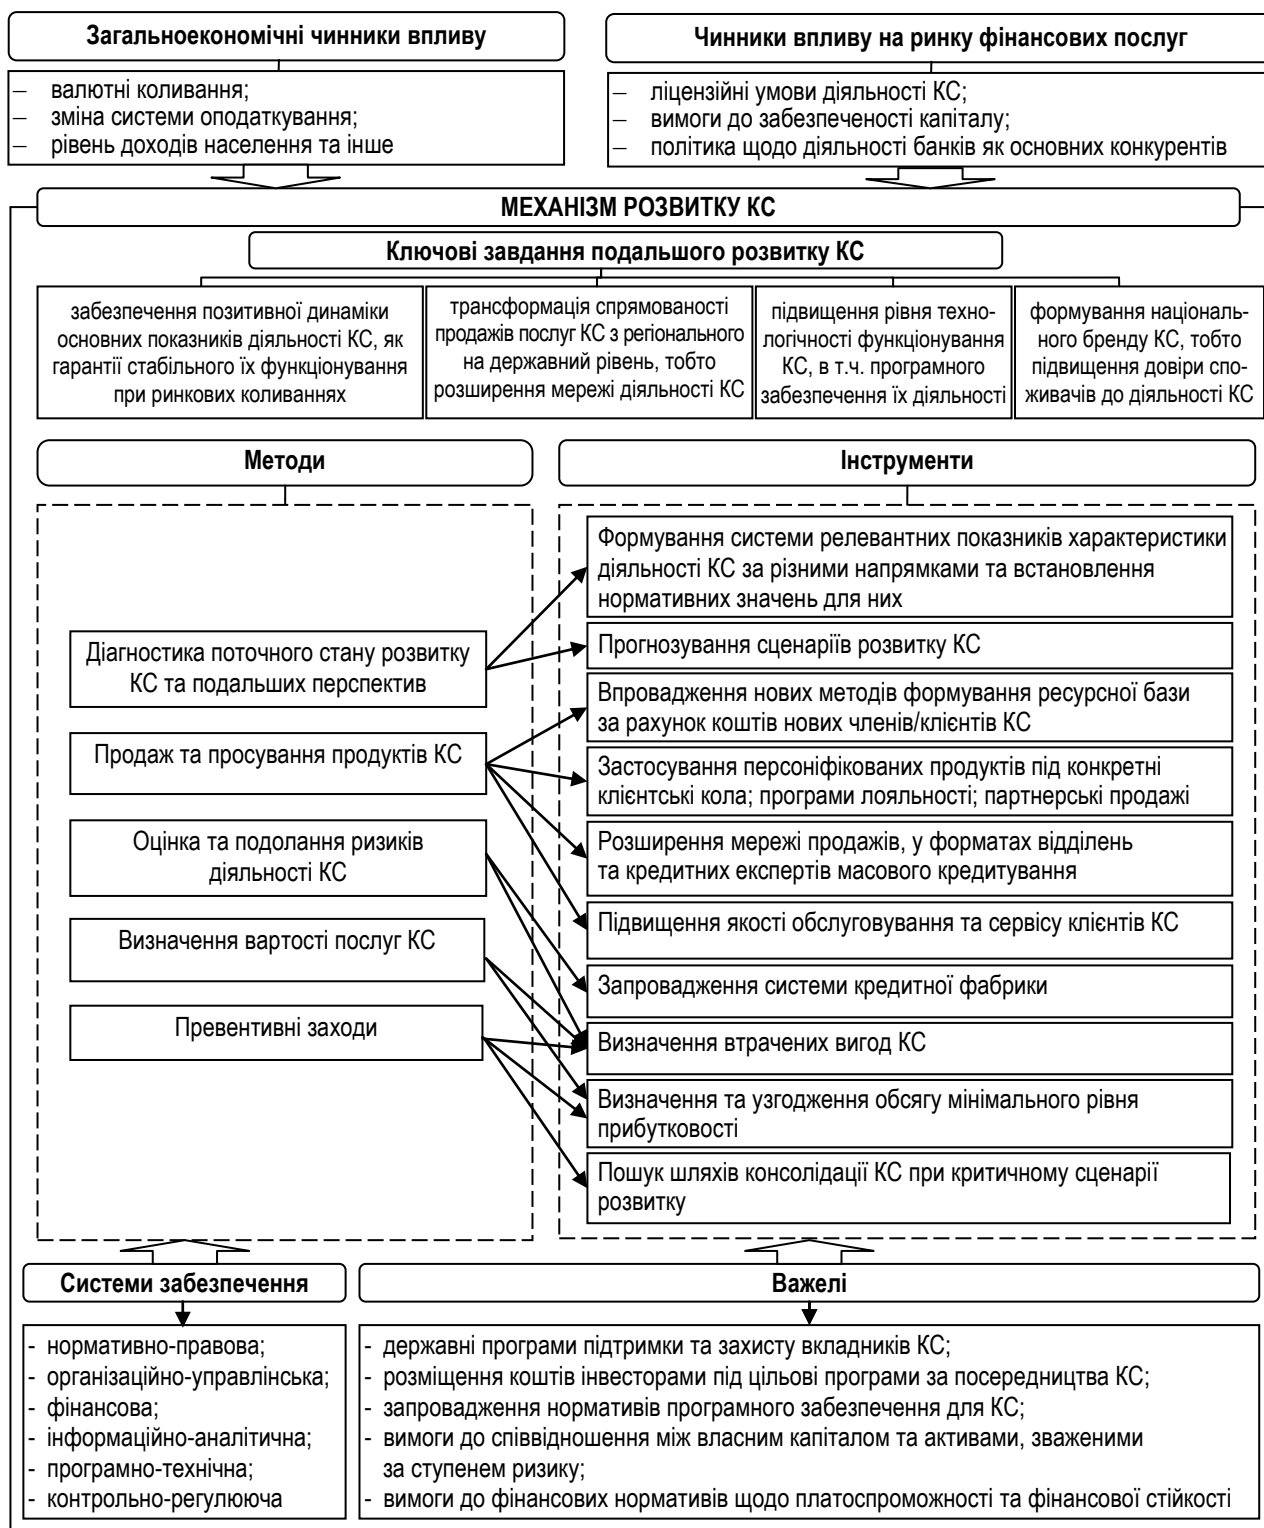 Загальноекономічні чинники впливу
– валютні коливання;
– зміна системи оподаткування;
– рівень доходів населення та інше
Чинники впливу на ринку фінансових послуг
– ліцензійні умови діяльності КС;
– вимоги до забезпеченості капіталу;
– політика щодо діяльності банків як основних конкурентів
МЕХАНІЗМ РОЗВИТКУ КС
Ключові завдання подальшого розвитку КС
забезпечення позитивної динаміки
основних показників діяльності КС, як
гарантії стабільного їх функціонування
при ринкових коливаннях
трансформація спрямованості
продажів послуг КС з регіонального
на державний рівень, тобто
розширення мережі діяльності КС
підвищення рівня техно-
логічності функціонування
КС, в т.ч. програмного
забезпечення їх діяльності
формування національ-
ного бренду КС, тобто
підвищення довіри спо-
живачів до діяльності КС
Методи
Діагностика поточного стану розвитку
КС та подальших перспектив
Продаж та просування продуктів КС
Оцінка та подолання ризиків
діяльності КС
Визначення вартості послуг КС
Превентивні заходи
Інструменти
Формування системи релевантних показників характеристики
діяльності КС за різними напрямками та встановлення
нормативних значень для них
Прогнозування сценаріїв розвитку КС
Впровадження нових методів формування ресурсної бази
за рахунок коштів нових членів/клієнтів КС
Застосування персоніфікованих продуктів під конкретні
клієнтські кола; програми лояльності; партнерські продажі
Розширення мережі продажів, у форматах відділень
та кредитних експертів масового кредитування
Підвищення якості обслуговування та сервісу клієнтів КС
Запровадження системи кредитної фабрики
Визначення втрачених вигод КС
Визначення та узгодження обсягу мінімального рівня
прибутковості
Пошук шляхів консолідації КС при критичному сценарії
розвитку
Системи забезпечення
- нормативно-правова;
- організаційно-управлінська;
- фінансова;
- інформаційно-аналітична;
- програмно-технічна;
- контрольно-регулююча
Важелі
- державні програми підтримки та захисту вкладників КС;
- розміщення коштів інвесторами під цільові програми за посередництва КС;
- запровадження нормативів програмного забезпечення для КС;
- вимоги до співвідношення між власним капіталом та активами, зваженими
за ступенем ризику;
- вимоги до фінансових нормативів щодо платоспроможності та фінансової стійкості